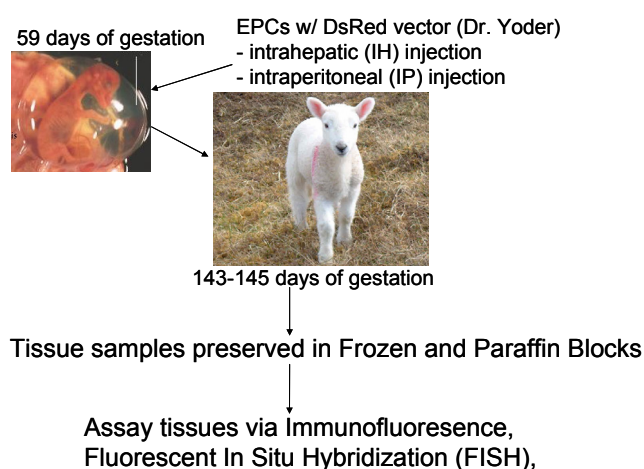 59 days of gestation
EPCs w/ DsRed vector (Dr. Yoder)
- intrahepatic (IH) injection
- intraperitoneal (IP) injection
143-145 days of gestation
Tissue samples preserved in Frozen and Paraffin Blocks
Assay tissues via Immunofluoresence,
Fluorescent In Situ Hybridization (FISH),